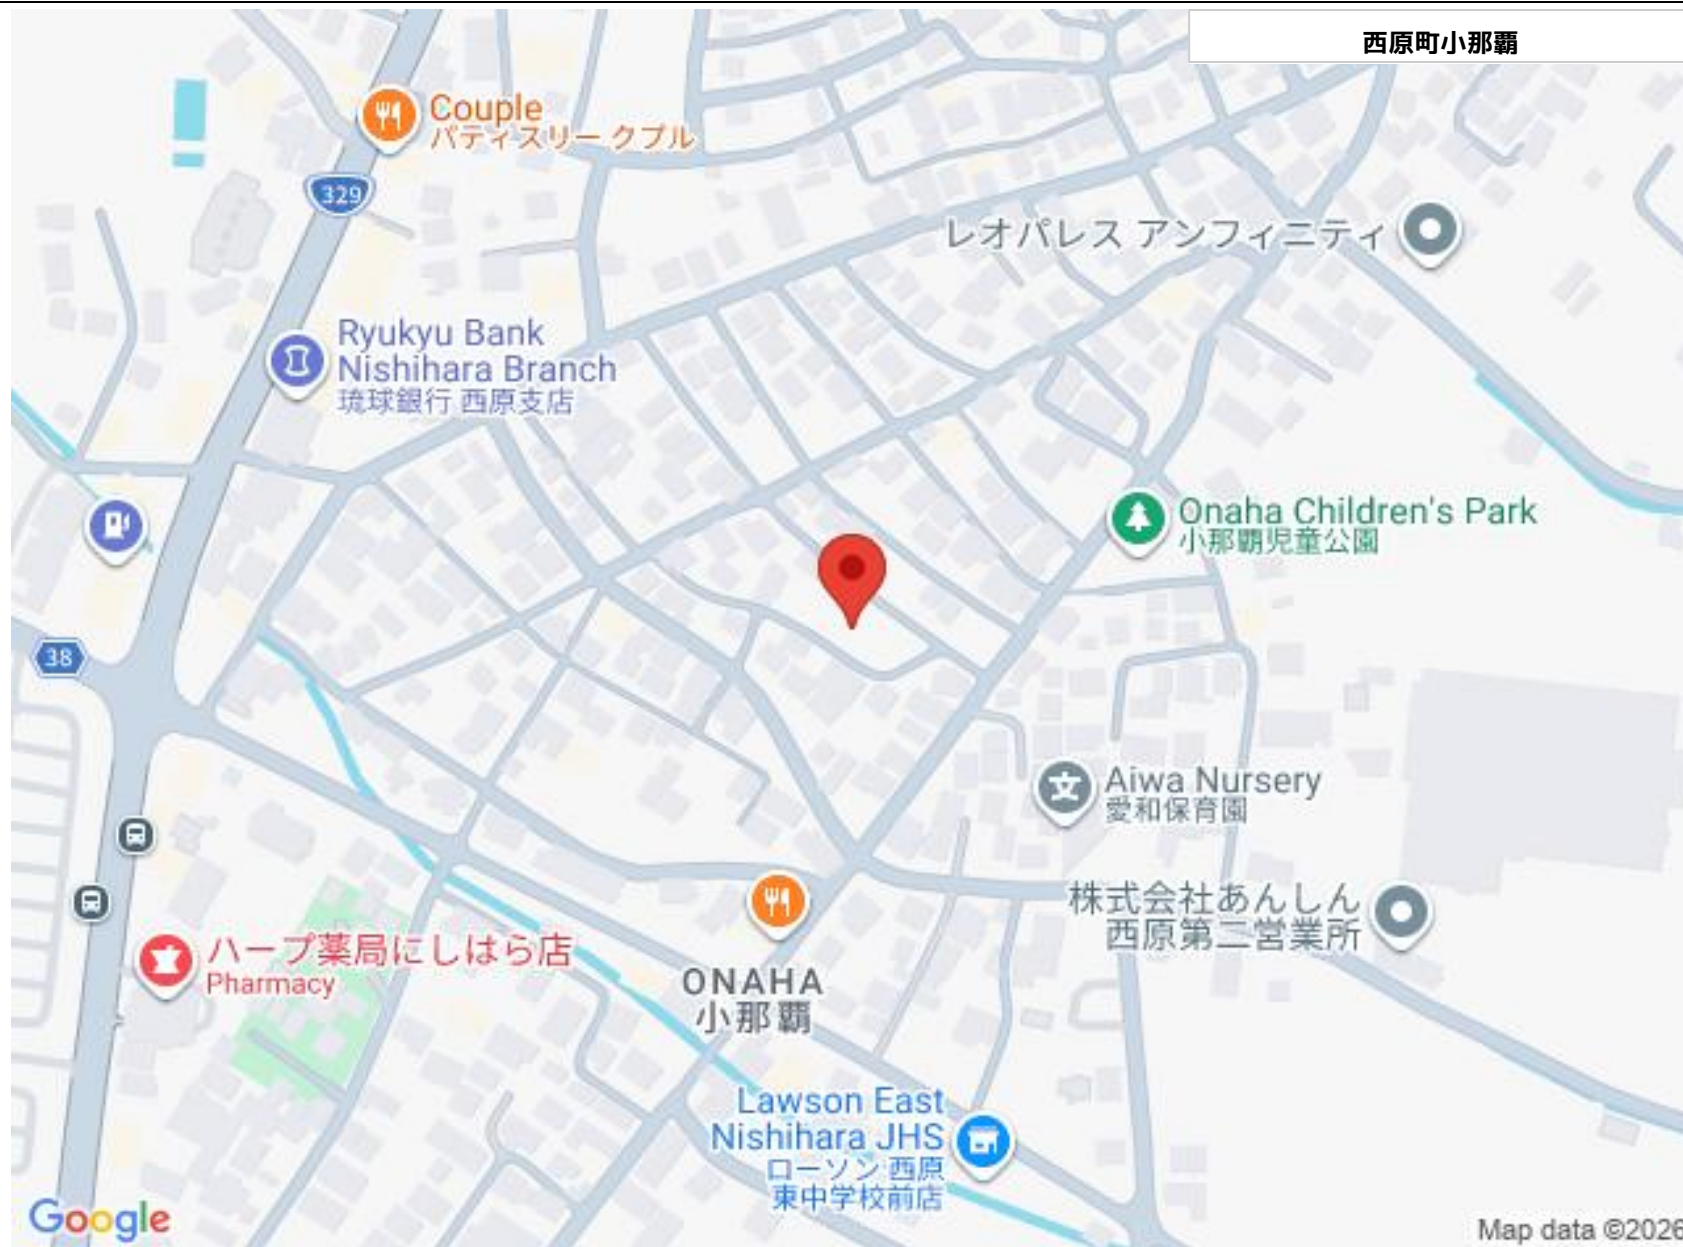 西原町小那覇
Couple
パティスリー クプル
329
レオパレス アンフィニティ
Ryukyu Bank
Nishihara Branch
琉球銀行 西原支店
Onaha Children's Park
小那覇児童公園
38
Aiwa Nursery
愛和保育園
株式会社あんしん
西原第二営業所
ハープ薬局にしはら店
Pharmacy
ONAHA
小那覇
Lawson East
Nishihara JHS
ローソン 西原
東中学校前店
Google
Map data ©2026